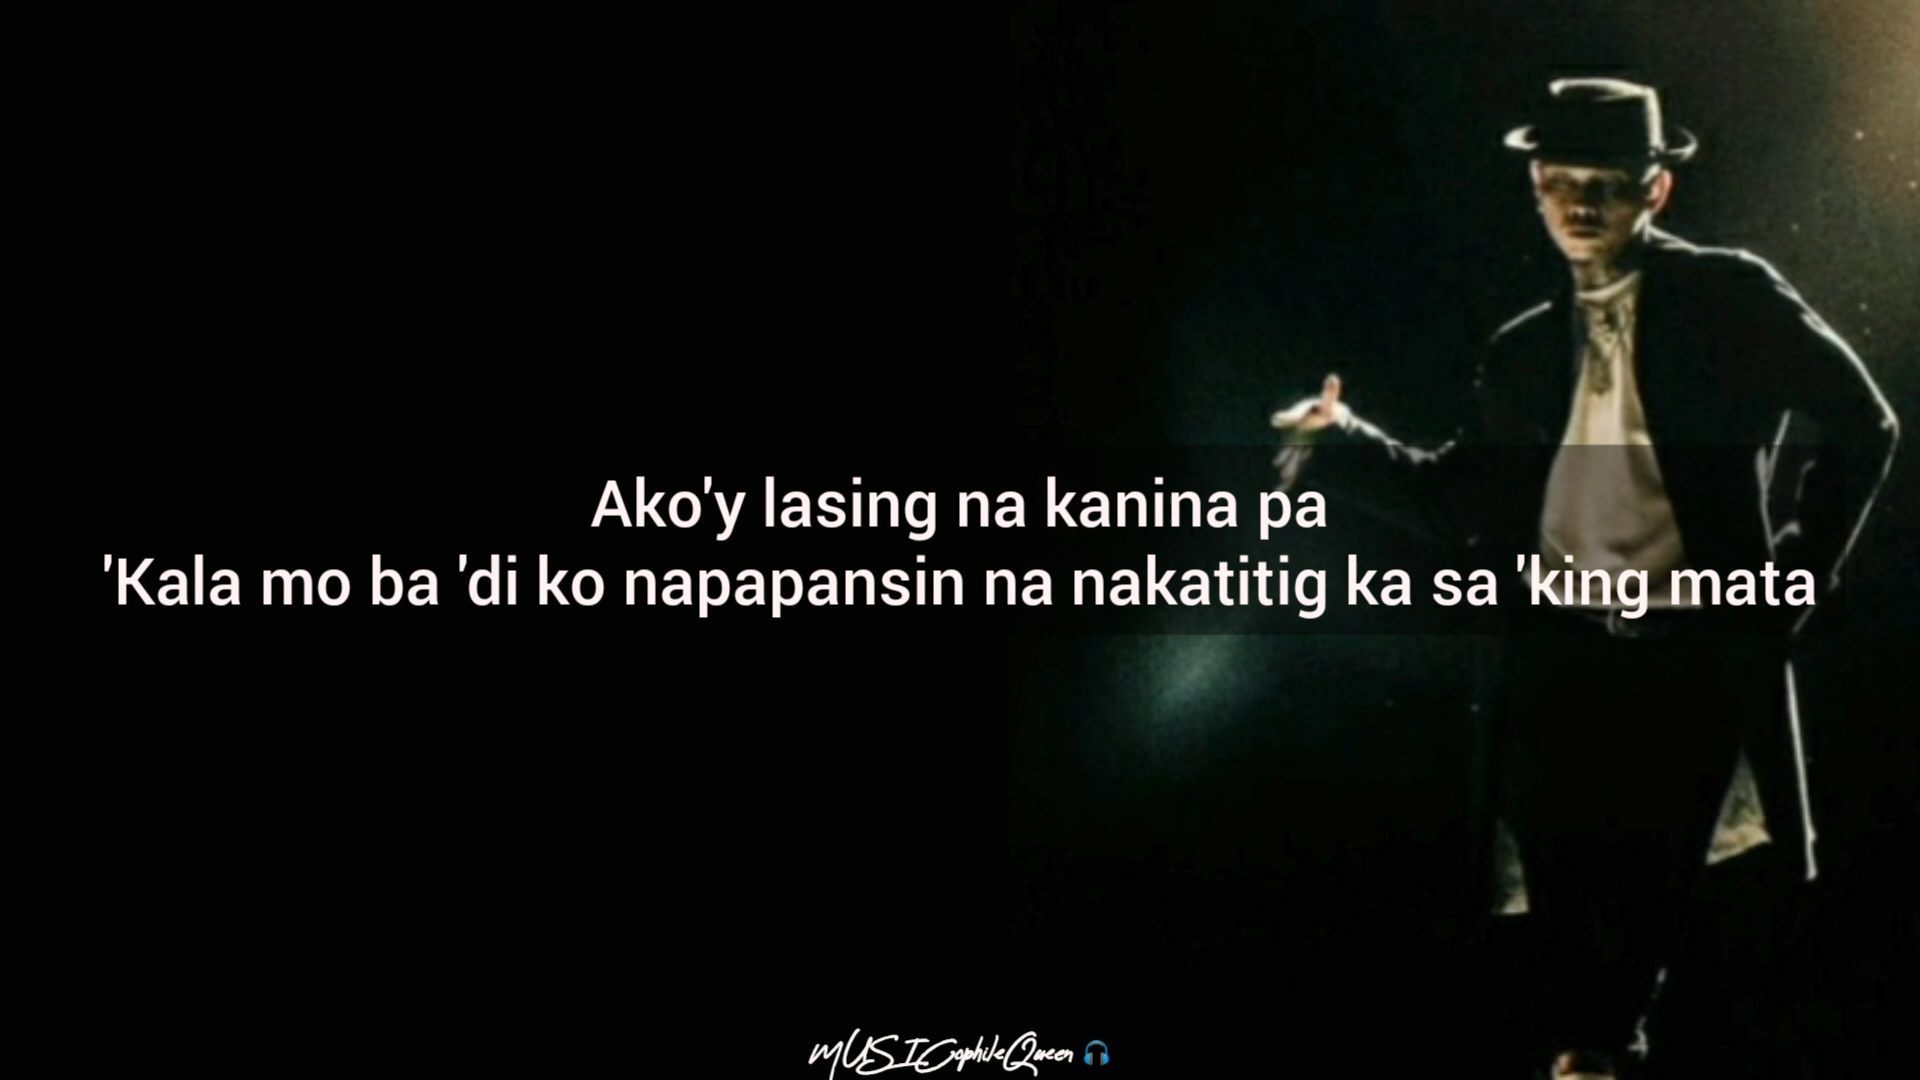 Ako'y lasing na kanina pa
'Kala mo ba 'di ko napapansin na nakatitig ka sa 'king mata
MUSICophileQueen